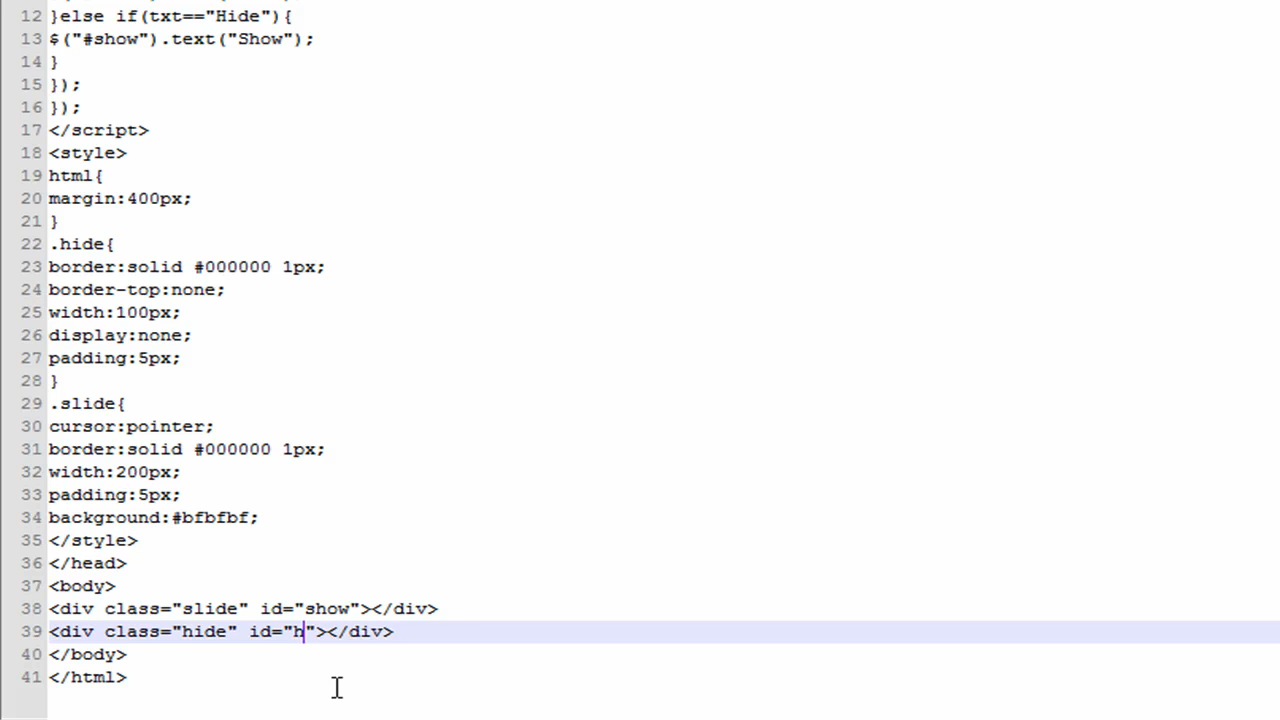 12 }else if(txt=="Hide"){
13 $("#show").text("Show");
14 }
15 });
16 });
17 </script>
18 <style>
19 html{
20 margin:400px;
21 }
22 .hide{
23 border:solid #000000 1px;
24 border-top:none;
25 width:100px;
26 display:none;
27 padding:5px;
28 }
29 .slide{
30 cursor:pointer;
31 border:solid #000000 1px;
32 width:200px;
33 padding:5px;
34 background:#bfbfbf;
35 </style>
36 </head>
37 <body>
38 <div class="slide" id="show"></div>
39 <div class="hide" id="h"></div>
40 </body>
41 </html>